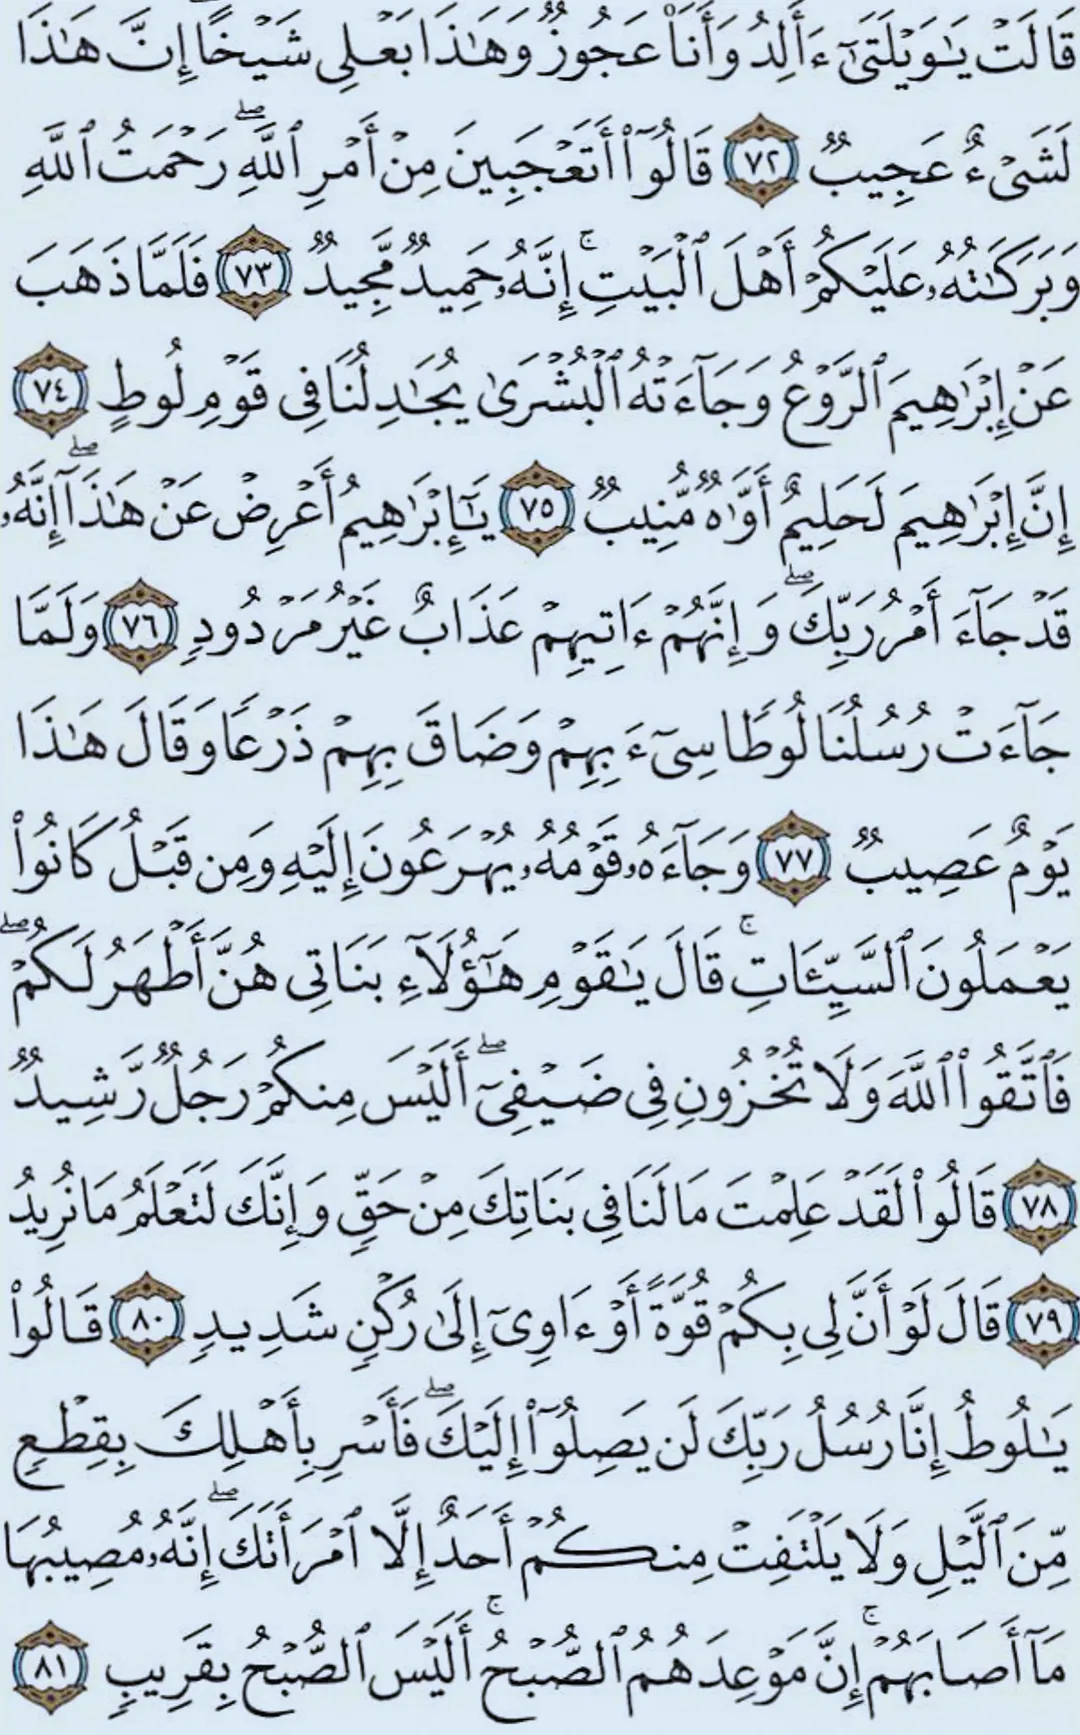 قَالَتۡ يَٰوَيۡلَتَىٰٓ ءَأَلِدُ وَأَنَا۠ عَجُوزٞ وَهَٰذَا بَعۡلِي شَيۡخًاۖ إِنَّ هَٰذَا
لَشَيۡءٌ عَجِيبٞ ٧٢ قَالُوٓاْ أَتَعۡجَبِينَ مِنۡ أَمۡرِ ٱللَّهِۖ رَحۡمَتُ ٱللَّهِ
وَبَرَكَٰتُهُۥ عَلَيۡكُمۡ أَهۡلَ ٱلۡبَيۡتِۚ إِنَّهُۥ حَمِيدٞ مَّجِيدٞ ٧٣ فَلَمَّا ذَهَبَ
عَنۡ إِبۡرَٰهِيمَ ٱلرَّوۡعُ وَجَآءَتۡهُ ٱلۡبُشۡرَىٰ يُجَٰدِلُنَا فِي قَوۡمِ لُوطٍ ٧٤
إِنَّ إِبۡرَٰهِيمَ لَحَلِيمٌ أَوَّٰهٞ مُّنِيبٞ ٧٥ يَٰٓإِبۡرَٰهِيمُ أَعۡرِضۡ عَنۡ هَٰذَآۖ إِنَّهُۥ
قَدۡ جَآءَ أَمۡرُ رَبِّكَۖ وَإِنَّهُمۡ ءَاتِيهِمۡ عَذَابٌ غَيۡرُ مَرۡدُودٖ ٧٦ وَلَمَّا
جَآءَتۡ رُسُلُنَا لُوطٗا سِيٓءَ بِهِمۡ وَضَاقَ بِهِمۡ ذَرۡعٗا وَقَالَ هَٰذَا
يَوۡمٌ عَصِيبٞ ٧٧ وَجَآءَهُۥ قَوۡمُهُۥ يُهۡرَعُونَ إِلَيۡهِ وَمِن قَبۡلُ كَانُواْ
يَعۡمَلُونَ ٱلسَّيِّـَٔاتِۚ قَالَ يَٰقَوۡمِ هَٰٓؤُلَآءِ بَنَاتِي هُنَّ أَطۡهَرُ لَكُمۡۖ
فَٱتَّقُواْ ٱللَّهَ وَلَا تُخۡزُونِ فِي ضَيۡفِيٓۖ أَلَيۡسَ مِنكُمۡ رَجُلٞ رَّشِيدٞ
٧٨ قَالُواْ لَقَدۡ عَلِمۡتَ مَا لَنَا فِي بَنَاتِكَ مِنۡ حَقّٖ وَإِنَّكَ لَتَعۡلَمُ مَا نُرِيدُ
٧٩ قَالَ لَوۡ أَنَّ لِي بِكُمۡ قُوَّةً أَوۡ ءَاوِيٓ إِلَىٰ رُكۡنٖ شَدِيدٖ ٨٠ قَالُواْ
يَٰلُوطُ إِنَّا رُسُلُ رَبِّكَ لَن يَصِلُوٓاْ إِلَيۡكَۖ فَأَسۡرِ بِأَهۡلِكَ بِقِطۡعٖ
مِّنَ ٱلَّيۡلِ وَلَا يَلۡتَفِتۡ مِنكُمۡ أَحَدٌ إِلَّا ٱمۡرَأَتَكَۖ إِنَّهُۥ مُصِيبُهَا
مَآ أَصَابَهُمۡۚ إِنَّ مَوۡعِدَهُمُ ٱلصُّبۡحُۚ أَلَيۡسَ ٱلصُّبۡحُ بِقَرِيبٖ ٨١